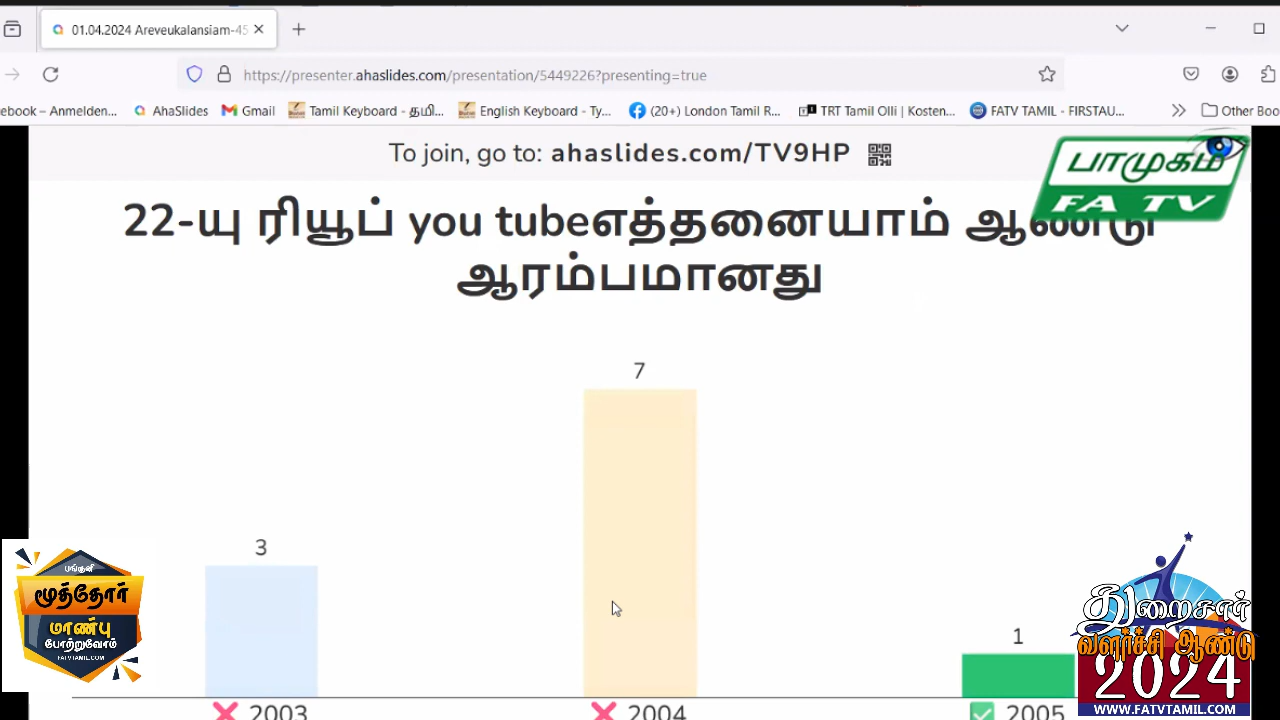 01.04.2024 Areveukalansiam-45
https://presenter.ahaslides.com/presentation/5449226?presenting=true
cebook – Anmelden... AhaSlides Gmail Tamil Keyboard - தமி... English Keyboard - Ty... (20+) London Tamil R... TRT Tamil Olli | Kosten... FATV TAMIL - FIRSTAU... Other Boo
To join, go to: ahaslides.com/TV9HP
பாமுகம்
FA TV
22-யு ரியூப் you tubeஎத்தனையாம் ஆண்டு
ஆரம்பமானது
7
3
1
2003
2004
2005
பங்குனி
மூத்தோர்
மாண்பு
போற்றுவோம்
FATVTAMIL.COM
துறைசார்
வளர்ச்சி ஆண்டு
2024
WWW.FATVTAMIL.COM